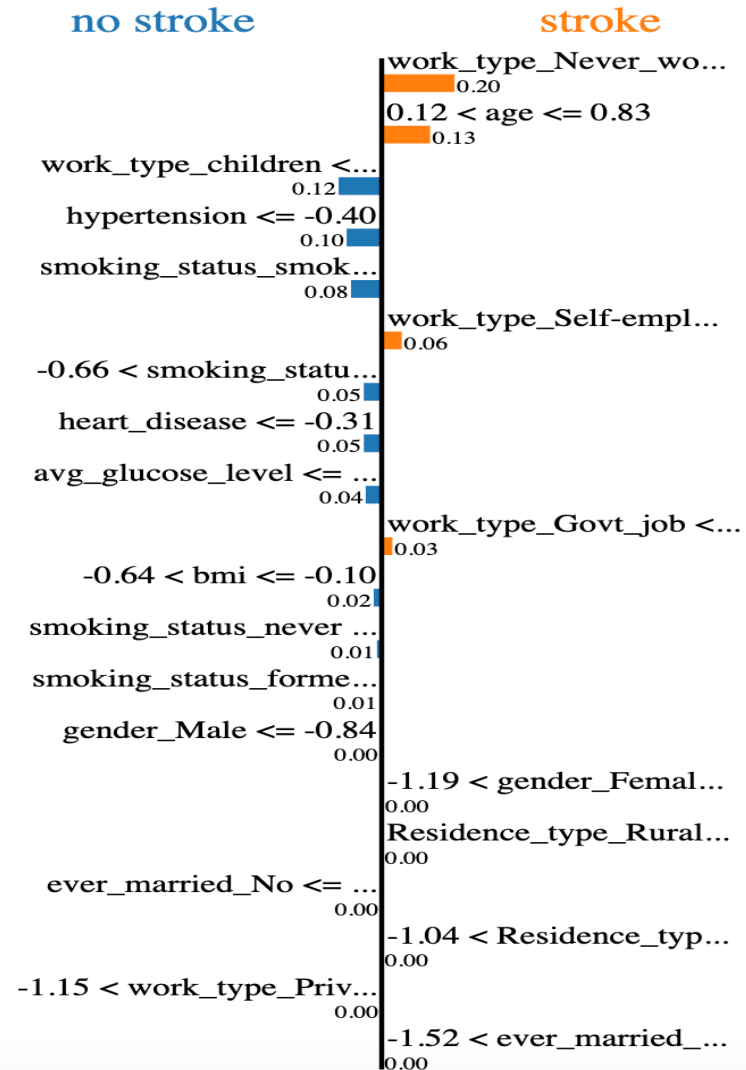 no stroke
stroke
work_type_Never_wo...
0.20
0.12 < age <= 0.83
0.13
work_type_children <...
0.12
hypertension <= -0.40
0.10
smoking_status_smok...
0.08
work_type_Self-empl...
0.06
-0.66 < smoking_statu...
0.05
heart_disease <= -0.31
0.05
avg_glucose_level <= ...
0.04
work_type_Govt_job <...
0.03
-0.64 < bmi <= -0.10
0.02
smoking_status_never ...
0.01
smoking_status_forme...
0.01
gender_Male <= -0.84
0.00
-1.19 < gender_Femal...
0.00
Residence_type_Rural...
0.00
ever_married_No <= ...
0.00
-1.04 < Residence_typ...
0.00
-1.15 < work_type_Priv...
0.00
-1.52 < ever_married_...
0.00